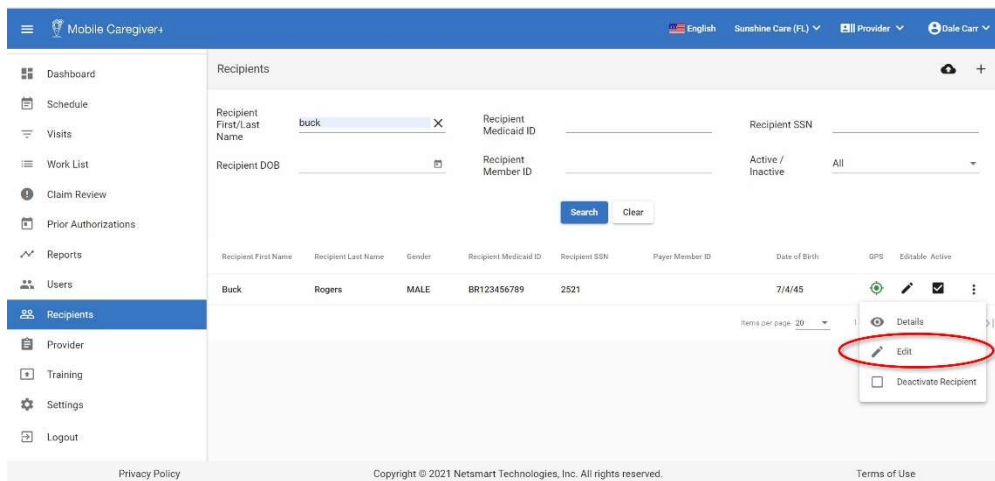 Mobile Caregiver+
English Sunshine Care (FL) Provider Dale Carr
Dashboard
Schedule
Visits
Work List
Claim Review
Prior Authorizations
Reports
Users
Recipients
Provider
Training
Settings
Logout
Recipients
Recipient First/Last Name buck
Recipient Medicaid ID
Recipient SSN
Recipient DOB
Recipient Member ID
Active / Inactive All
Search Clear
Recipient First Name Recipient Last Name Gender Recipient Medicaid ID Recipient SSN Payer Member ID Date of Birth GPS Editable Active
Buck Rogers MALE BR123456789 2521 7/4/45
Items per page 20
Details
Edit
Deactivate Recipient
Privacy Policy Copyright © 2021 Netsmart Technologies, Inc. All rights reserved. Terms of Use